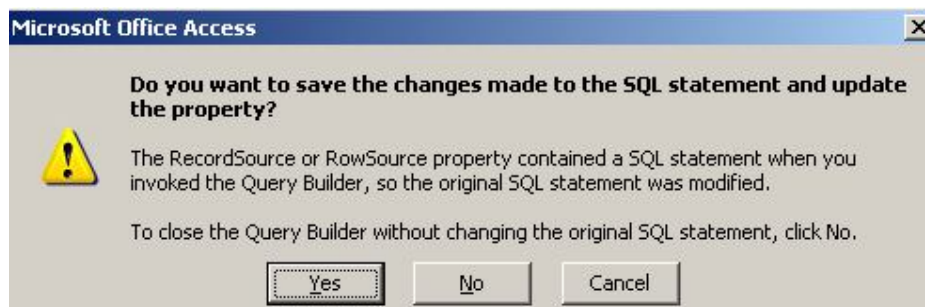 Microsoft Office Access
Do you want to save the changes made to the SQL statement and update
the property?
The RecordSource or RowSource property contained a SQL statement when you
invoked the Query Builder, so the original SQL statement was modified.
To close the Query Builder without changing the original SQL statement, click No.
Yes No Cancel